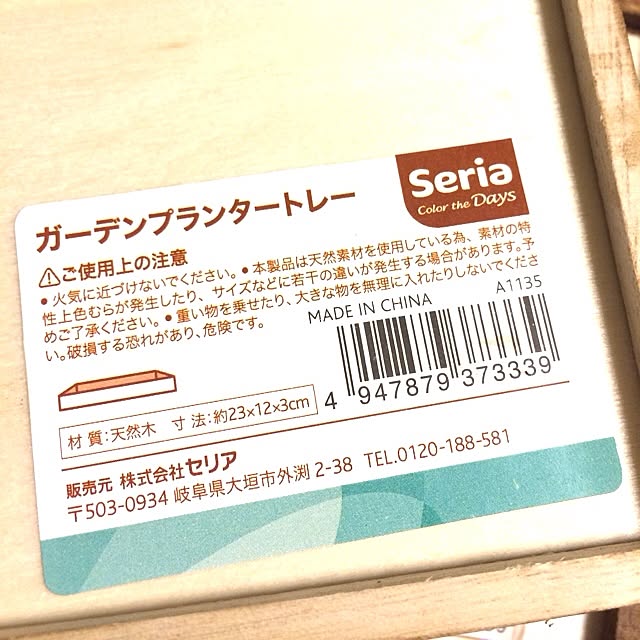 Seria
Color the Days
ガーデンプランタートレー
⚠ご使用上の注意
●火気に近づけないでください。●本製品は天然素材を使用している為、素材の特
性上色むらが発生したり、サイズなどに若干の違いが発生する場合があります。予
めご了承ください。●重い物を乗せたり、大きな物を無理に入れたりしないでくださ
い。破損する恐れがあり、危険です。
MADE IN CHINA
A1135
4 947879 373339
材 質:天然木 寸 法:約23×12×3cm
販売元 株式会社セリア
〒503-0934 岐阜県大垣市外渕 2-38 TEL.0120-188-581